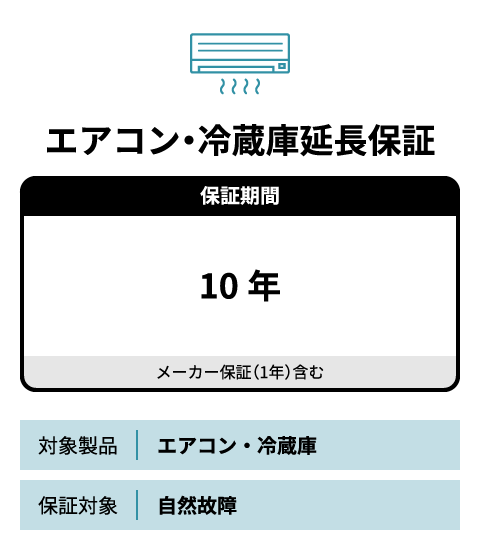 エアコン・冷蔵庫延長保証
保証期間
10 年
メーカー保証（1年）含む
対象製品 エアコン・冷蔵庫
保証対象 自然故障